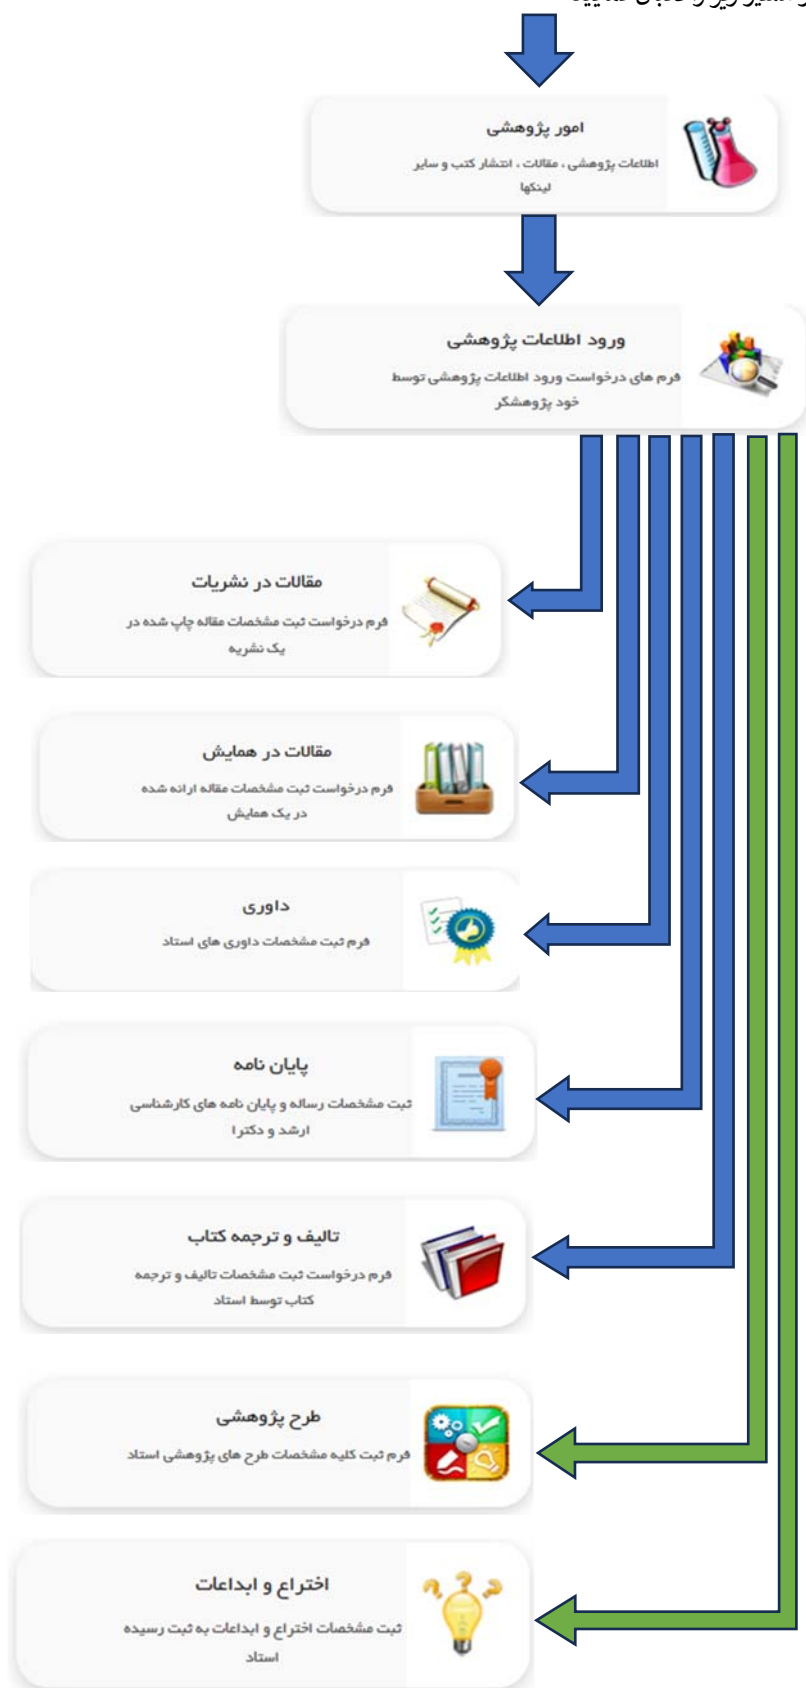 مسیر زیر را دنبال نمایید
امور پژوهشی
اطلاعات پژوهشی ، مقالات ، انتشار کتب و سایر
لینکها
ورود اطلاعات پژوهشی
فرم های درخواست ورود اطلاعات پژوهشی توسط
خود پژوهشگر
مقالات در نشریات
فرم درخواست ثبت مشخصات مقاله چاپ شده در
یک نشریه
مقالات در همایش
فرم درخواست ثبت مشخصات مقاله ارائه شده
در یک همایش
داوری
فرم ثبت مشخصات داوری های استاد
پایان نامه
ثبت مشخصات رساله و پایان نامه های کارشناسی
ارشد و دکترا
تالیف و ترجمه کتاب
فرم درخواست ثبت مشخصات تالیف و ترجمه
کتاب توسط استاد
طرح پژوهشی
فرم ثبت کلیه مشخصات طرح های پژوهشی استاد
اختراع و ابداعات
ثبت مشخصات اختراع و ابداعات به ثبت رسیده
استاد